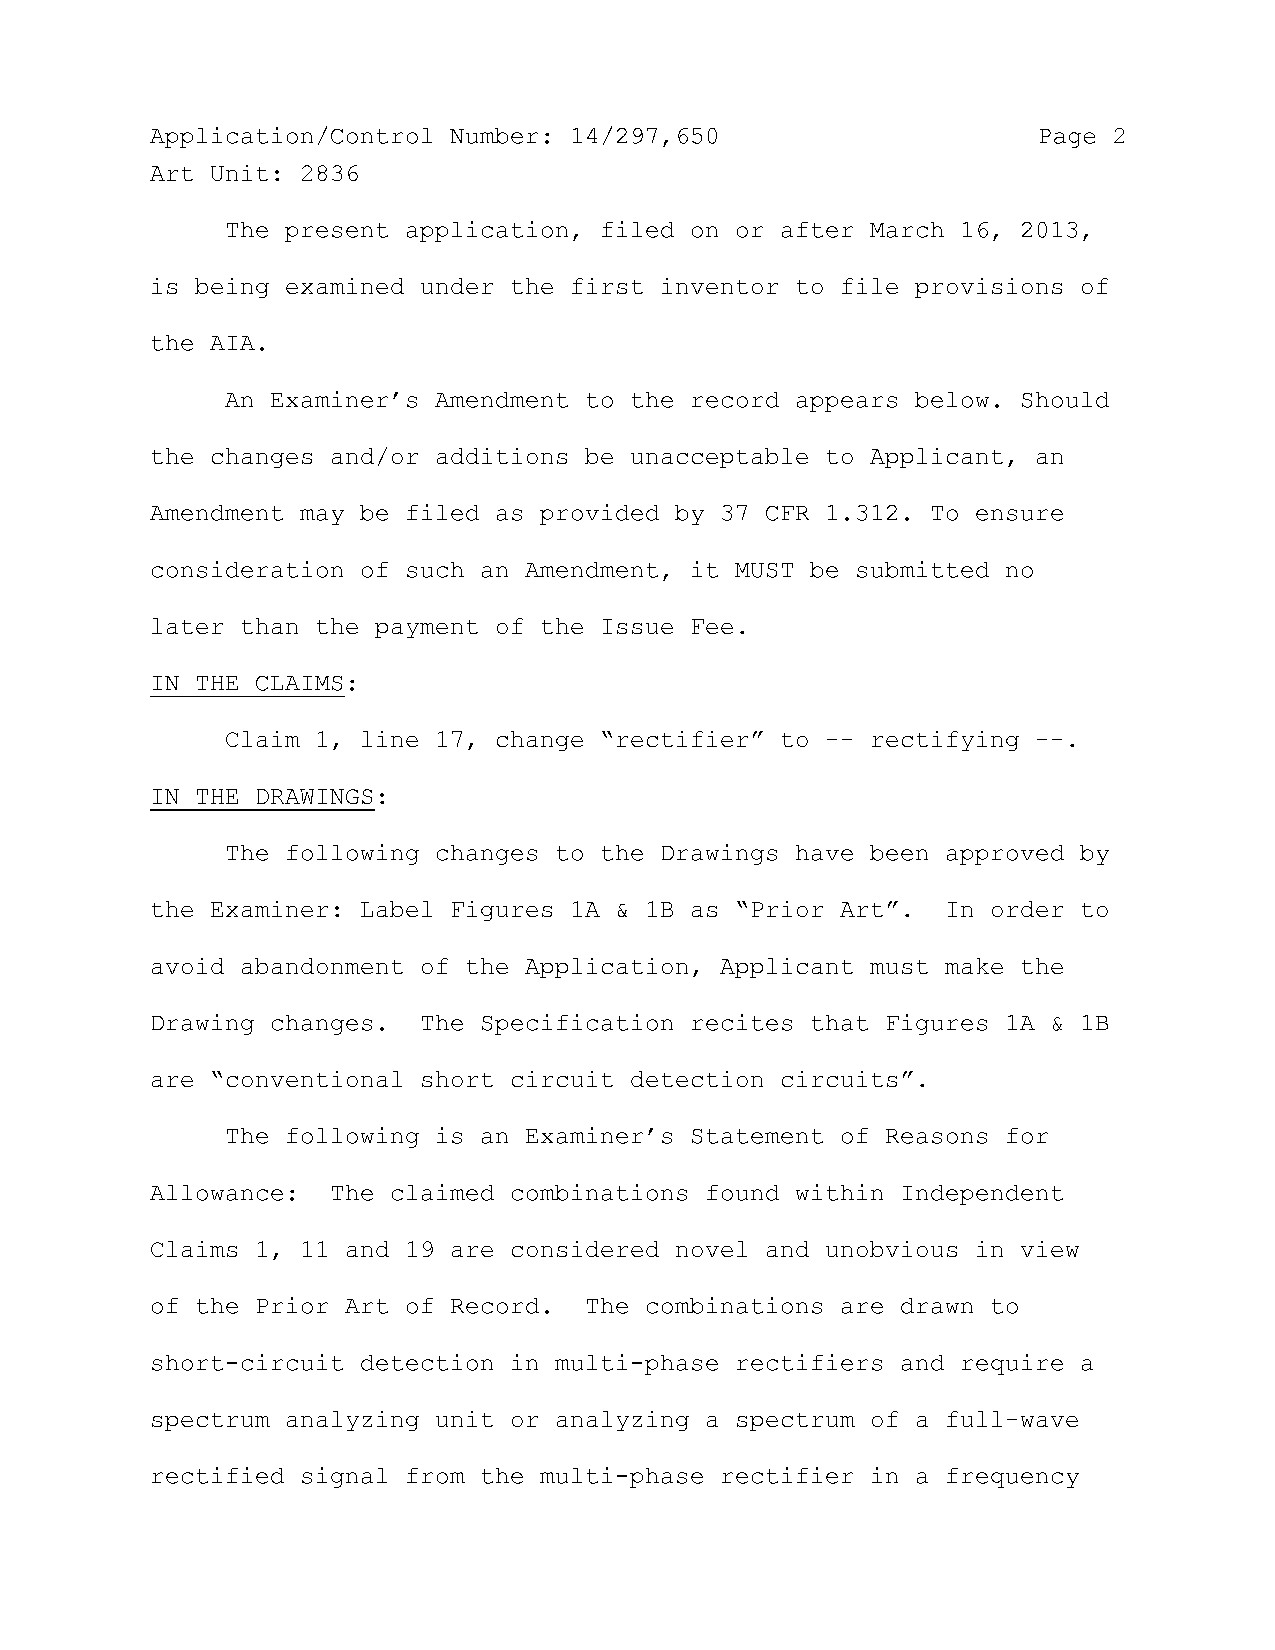 Application/Control Number: 14/297,650 Page 2
Art Unit: 2836
The present application, filed on or after March 16, 2013,
is being examined under the first inventor to file provisions of
the AIA.
An Examiner’s Amendment to the record appears below. Should
the changes and/or additions be unacceptable to Applicant, an
Amendment may be filed as provided by 37 CFR 1.312. To ensure
consideration of such an Amendment, it MUST be submitted no
later than the payment of the Issue Fee.
IN THE CLAIMS:
Claim 1, line 17, change “rectifier” to -- rectifying --.
IN THE DRAWINGS:
The following changes to the Drawings have been approved by
the Examiner: Label Figures 1A & 1B as “Prior Art”.  In order to
avoid abandonment of the Application, Applicant must make the
Drawing changes.  The Specification recites that Figures 1A & 1B
are “conventional short circuit detection circuits”.
The following is an Examiner’s Statement of Reasons for
Allowance:  The claimed combinations found within Independent
Claims 1, 11 and 19 are considered novel and unobvious in view
of the Prior Art of Record.  The combinations are drawn to
short-circuit detection in multi-phase rectifiers and require a
spectrum analyzing unit or analyzing a spectrum of a full-wave
rectified signal from the multi-phase rectifier in a frequency